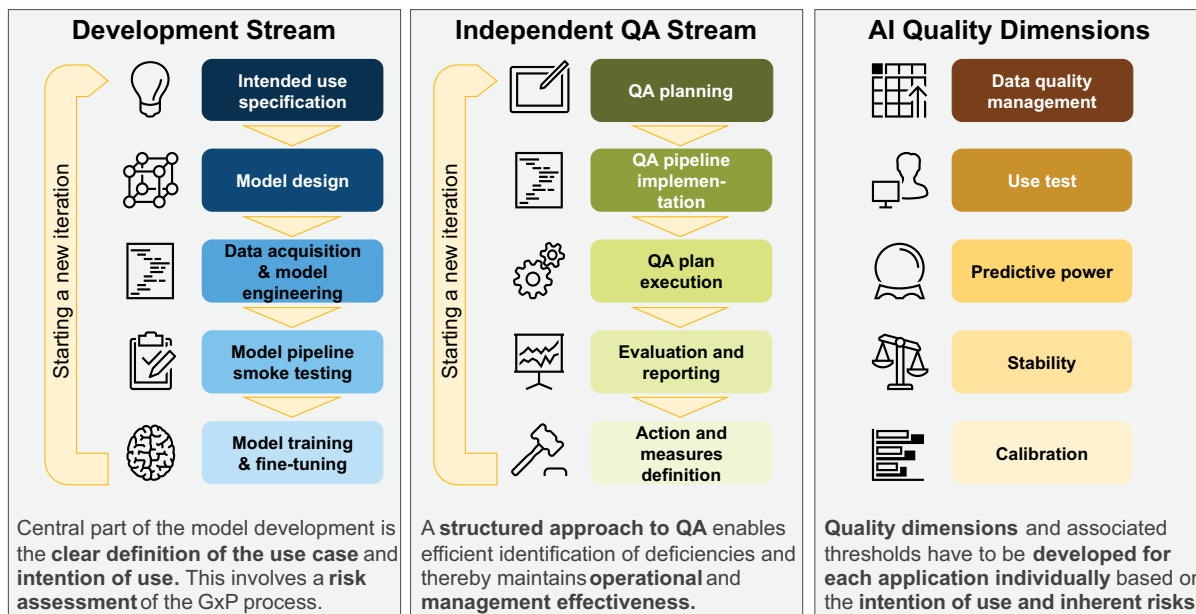 Development Stream
Starting a new iteration
Intended use
specification
Model design
Data acquisition
& model
engineering
Model pipeline
smoke testing
Model training
& fine-tuning
Central part of the model development is
the clear definition of the use case and
intention of use. This involves a risk
assessment of the GxP process.
Independent QA Stream
Starting a new iteration
QA planning
QA pipeline
implemen-
tation
QA plan
execution
Evaluation and
reporting
Action and
measures
definition
A structured approach to QA enables
efficient identification of deficiencies and
thereby maintains operational and
management effectiveness.
AI Quality Dimensions
Data quality
management
Use test
Predictive power
Stability
Calibration
Quality dimensions and associated
thresholds have to be developed for
each application individually based on
the intention of use and inherent risks